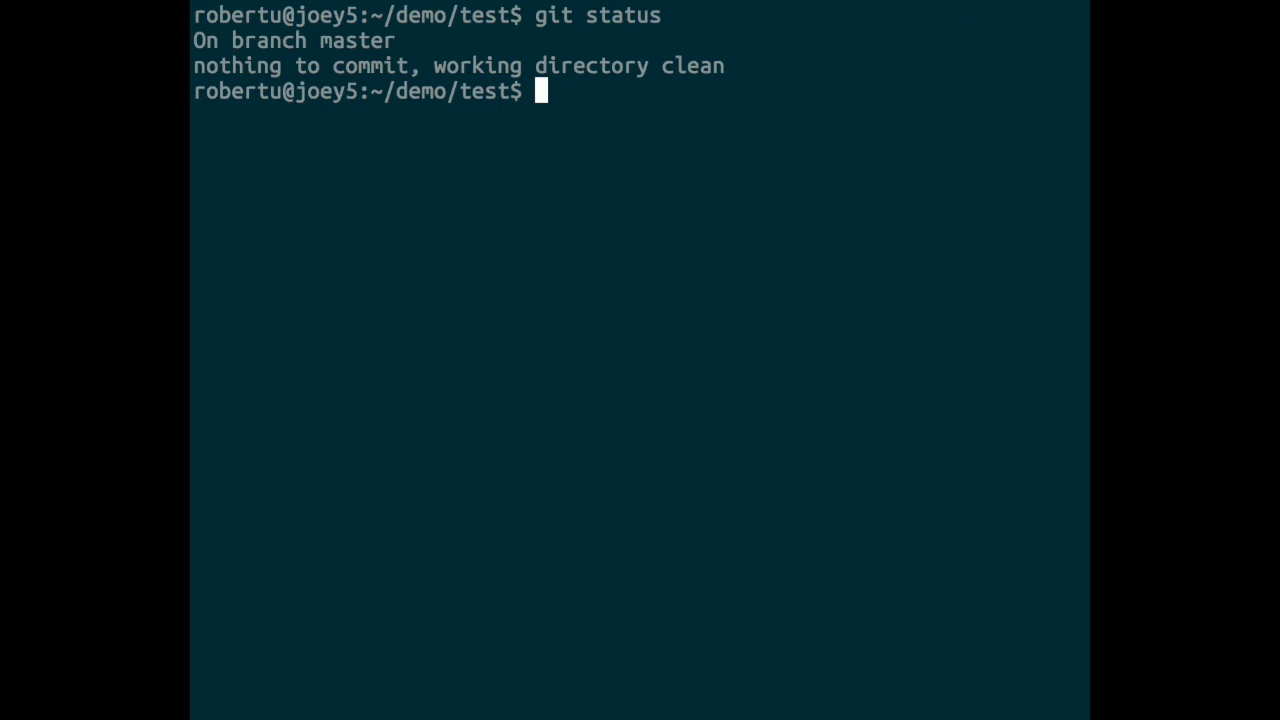 robertu@joey5:~/demo/test$ git status
On branch master
nothing to commit, working directory clean
robertu@joey5:~/demo/test$